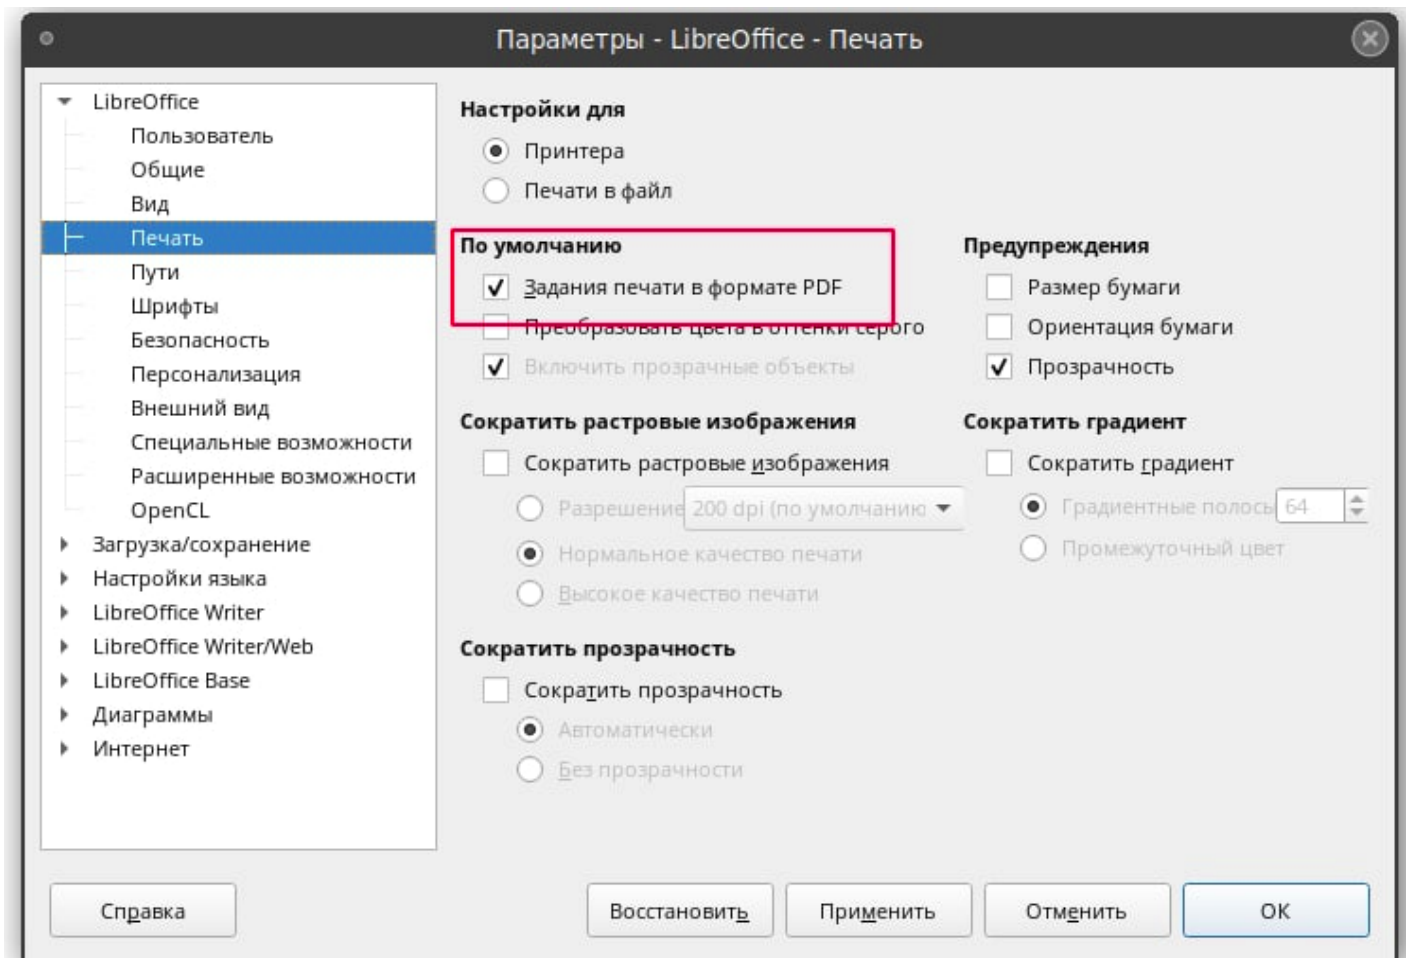 Параметры - LibreOffice - Печать
LibreOffice
Пользователь
Общие
Вид
Печать
Пути
Шрифты
Безопасность
Персонализация
Внешний вид
Специальные возможности
Расширенные возможности
OpenCL
Загрузка/сохранение
Настройки языка
LibreOffice Writer
LibreOffice Writer/Web
LibreOffice Base
Диаграммы
Интернет
Настройки для
Принтера
Печати в файл
По умолчанию
Задания печати в формате PDF
Преобразовать цвета в оттенки серого
Включить прозрачные объекты
Предупреждения
Размер бумаги
Ориентация бумаги
Прозрачность
Сократить растровые изображения
Сократить растровые изображения
Разрешение 200 dpi (по умолчанию
Нормальное качество печати
Высокое качество печати
Сократить градиент
Сократить градиент
Градиентные полосы 64
Промежуточный цвет
Сократить прозрачность
Сократить прозрачность
Автоматически
Без прозрачности
Справка
Восстановить
Применить
Отменить
ОК